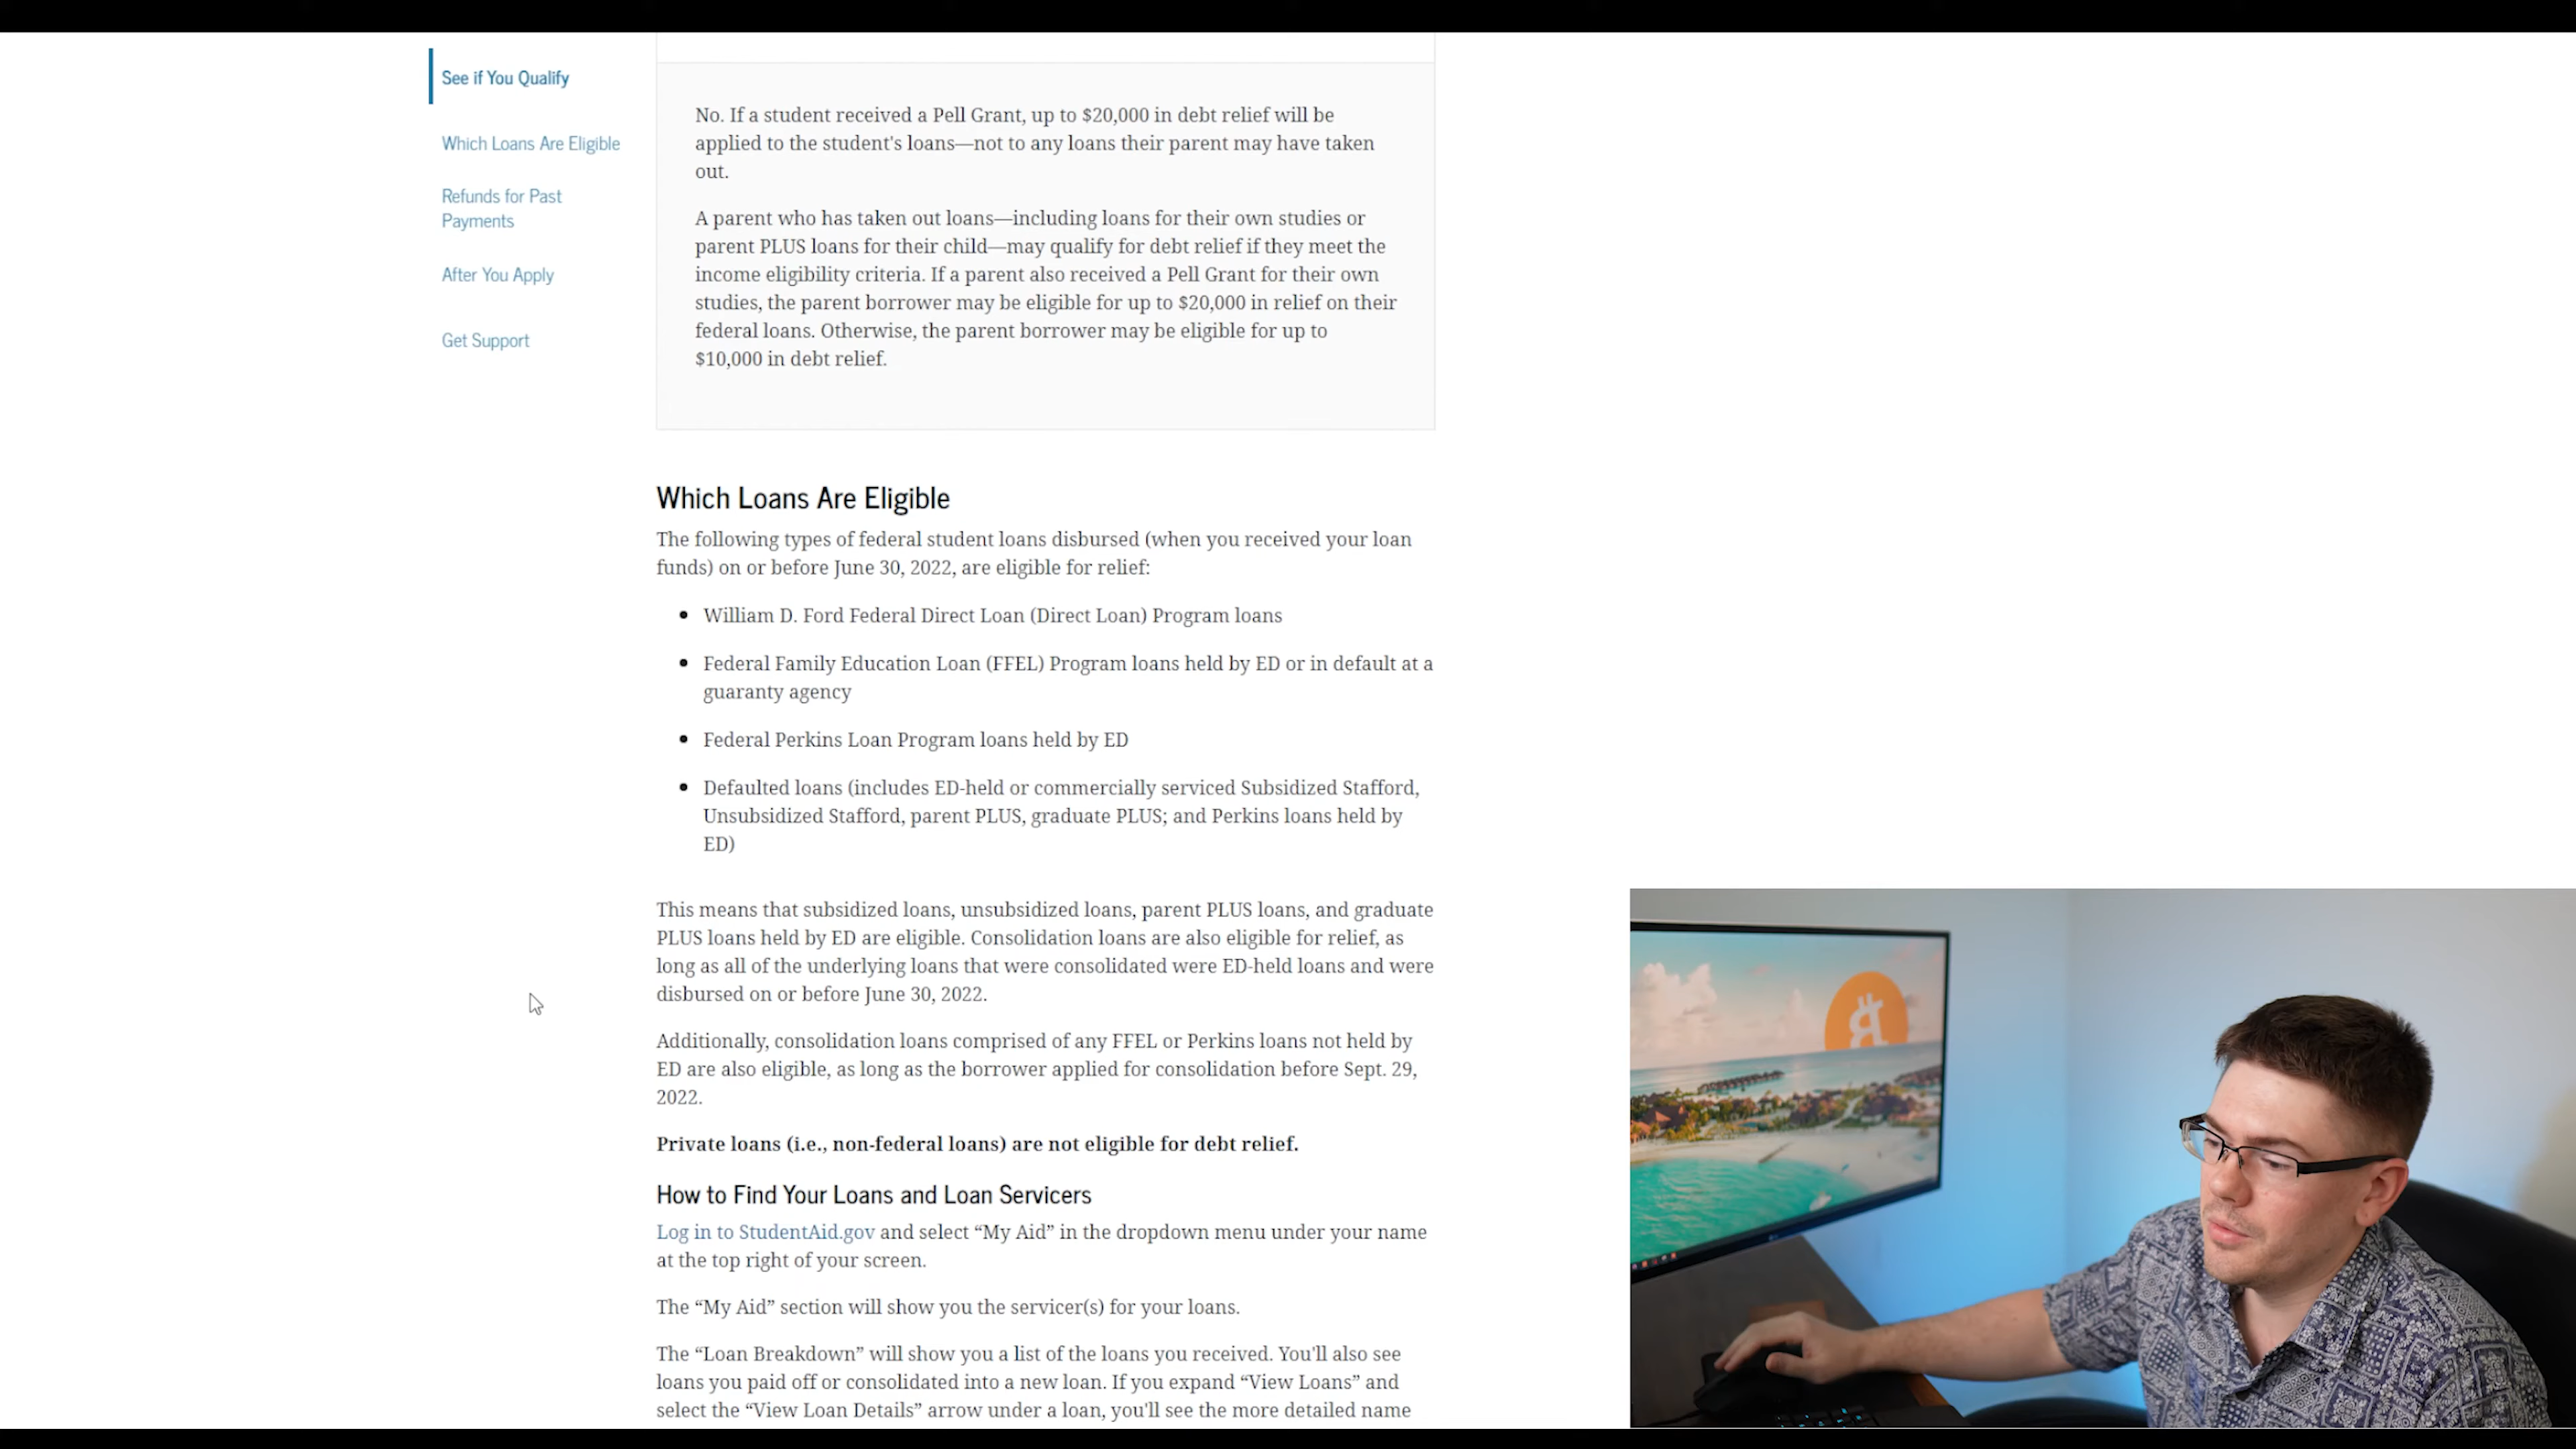 See if You Qualify
Which Loans Are Eligible
Refunds for Past
Payments
After You Apply
Get Support
No. If a student received a Pell Grant, up to $20,000 in debt relief will be
applied to the student's loans—not to any loans their parent may have taken
out.
A parent who has taken out loans—including loans for their own studies or
parent PLUS loans for their child—may qualify for debt relief if they meet the
income eligibility criteria. If a parent also received a Pell Grant for their own
studies, the parent borrower may be eligible for up to $20,000 in relief on their
federal loans. Otherwise, the parent borrower may be eligible for up to
$10,000 in debt relief.
Which Loans Are Eligible
The following types of federal student loans disbursed (when you received your loan
funds) on or before June 30, 2022, are eligible for relief:
• William D. Ford Federal Direct Loan (Direct Loan) Program loans
• Federal Family Education Loan (FFEL) Program loans held by ED or in default at a
guaranty agency
• Federal Perkins Loan Program loans held by ED
• Defaulted loans (includes ED-held or commercially serviced Subsidized Stafford,
Unsubsidized Stafford, parent PLUS, graduate PLUS; and Perkins loans held by
ED)
This means that subsidized loans, unsubsidized loans, parent PLUS loans, and graduate
PLUS loans held by ED are eligible. Consolidation loans are also eligible for relief, as
long as all of the underlying loans that were consolidated were ED-held loans and were
disbursed on or before June 30, 2022.
Additionally, consolidation loans comprised of any FFEL or Perkins loans not held by
ED are also eligible, as long as the borrower applied for consolidation before Sept. 29,
2022.
Private loans (i.e., non-federal loans) are not eligible for debt relief.
How to Find Your Loans and Loan Servicers
Log in to StudentAid.gov and select “My Aid” in the dropdown menu under your name
at the top right of your screen.
The “My Aid” section will show you the servicer(s) for your loans.
The “Loan Breakdown” will show you a list of the loans you received. You'll also see
loans you paid off or consolidated into a new loan. If you expand “View Loans” and
select the “View Loan Details” arrow under a loan, you'll see the more detailed name